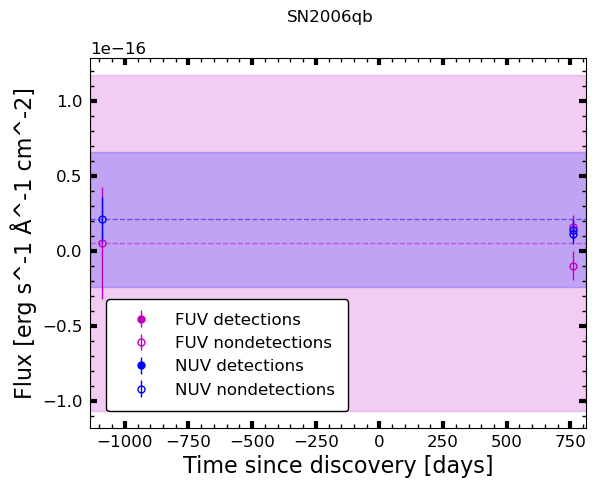 SN2006qb
1e−16
1.0
0.5
0.0
−0.5
−1.0
Flux [erg s^-1 Å^-1 cm^-2]
FUV detections
FUV nondetections
NUV detections
NUV nondetections
−1000 −750 −500 −250 0 250 500 750
Time since discovery [days]